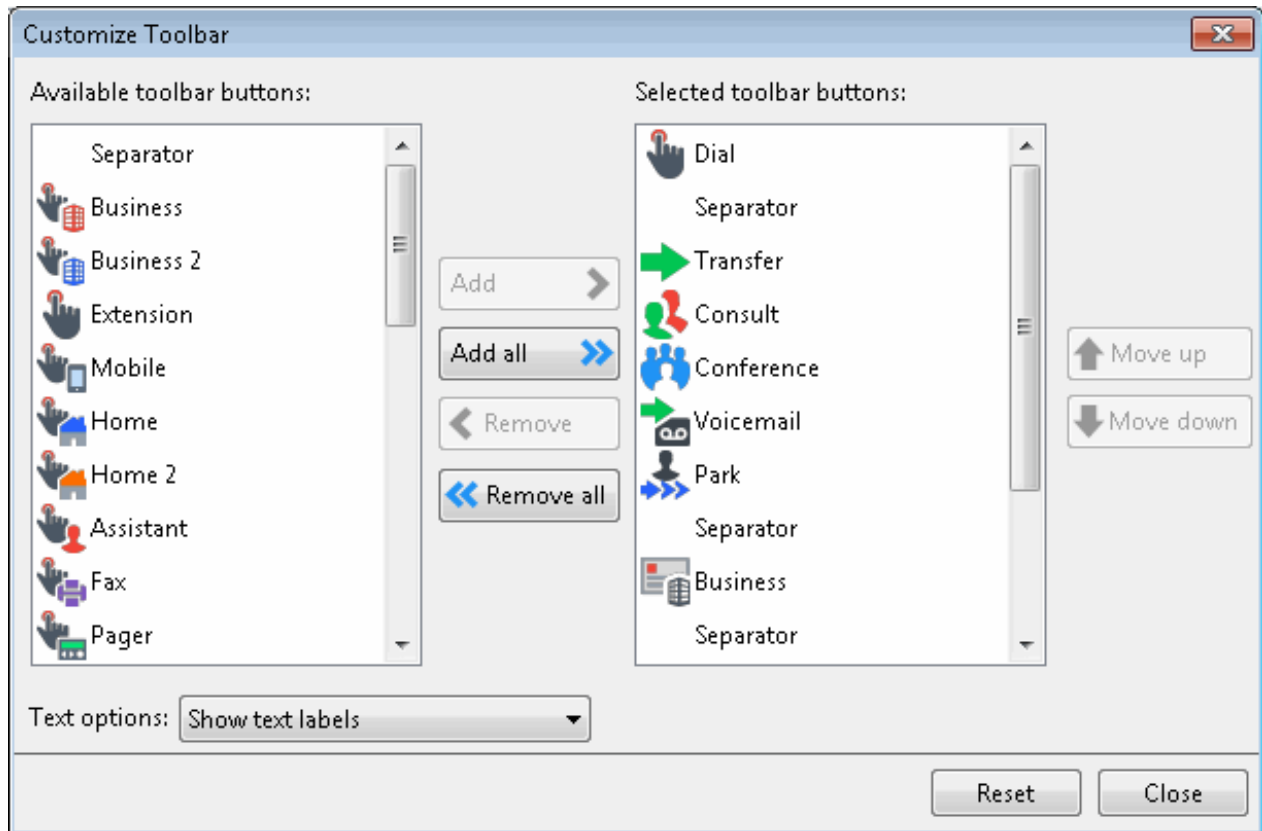 Customize Toolbar
Available toolbar buttons:
Separator
Business
Business 2
Extension
Mobile
Home
Home 2
Assistant
Fax
Pager
Add
Add all
Remove
Remove all
Selected toolbar buttons:
Dial
Separator
Transfer
Consult
Conference
Voicemail
Park
Separator
Business
Separator
Move up
Move down
Text options: Show text labels
Reset
Close